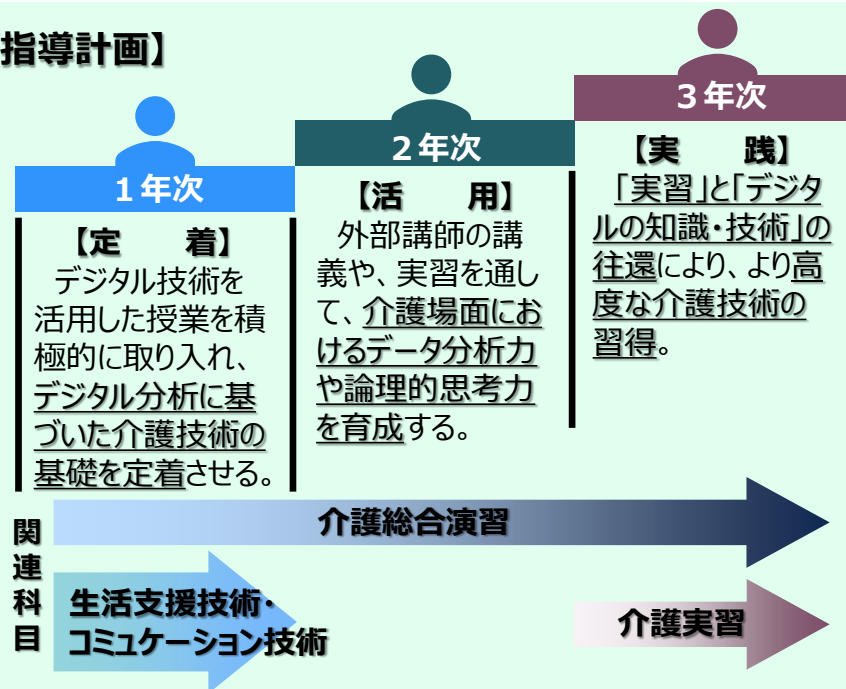 指導計画】
１年次
【定　　着】
デジタル技術を
活用した授業を積
極的に取り入れ、
デジタル分析に基
づいた介護技術の
基礎を定着させる。
２年次
【活　　用】
外部講師の講
義や、実習を通し
て、介護場面にお
けるデータ分析力
や論理的思考力
を育成する。
３年次
【実　　践】
「実習」と「デジタ
ルの知識・技術」の
往還により、より高
度な介護技術の
習得。
関連科目
介護総合演習
生活支援技術・
コミュケーション技術
介護実習